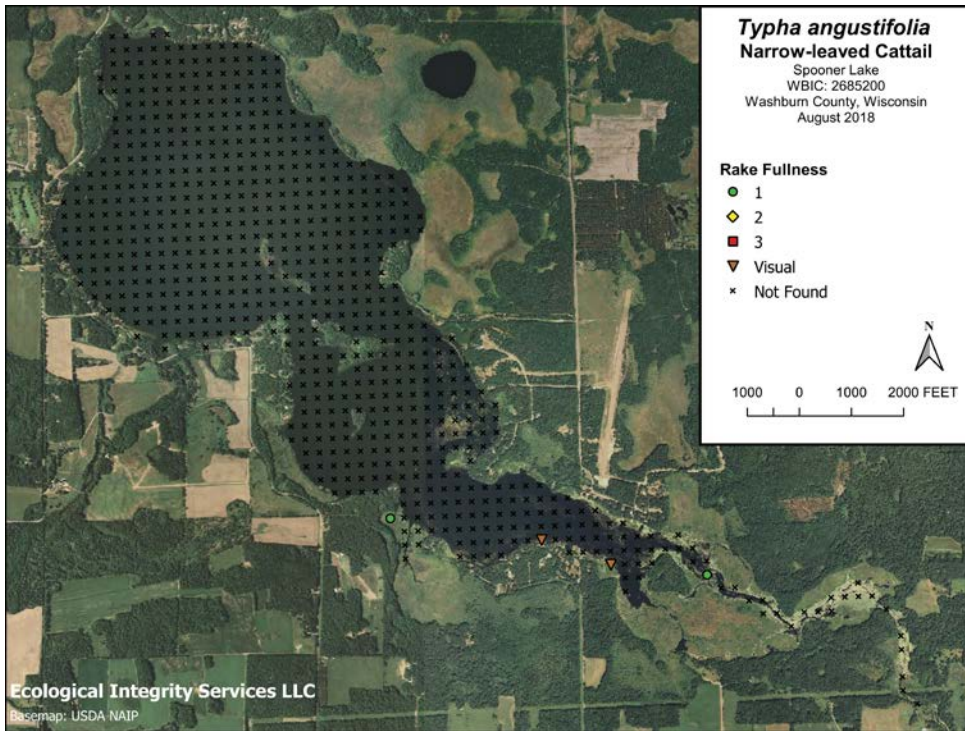 Typha angustifolia
Narrow-leaved Cattail
Spooner Lake
WBIC: 2685200
Washburn County, Wisconsin
August 2018
Rake Fullness
1
2
3
Visual
Not Found
N
1000 0 1000 2000 FEET
Ecological Integrity Services LLC
Basemap: USDA NAIP